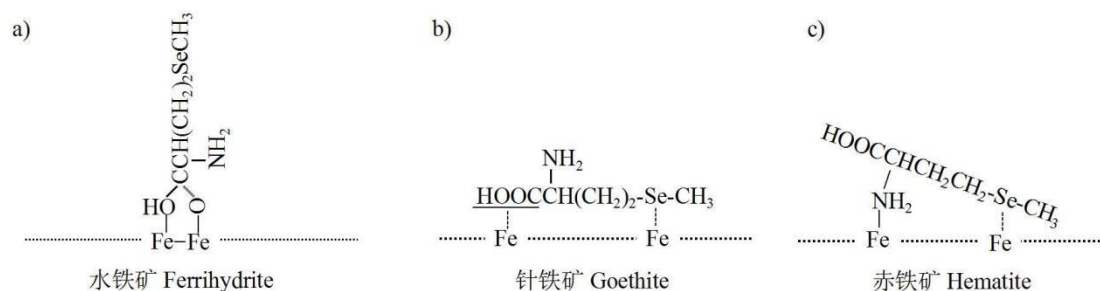 a)
CCH(CH₂)₂SeCH₃
NH₂
HO
O
Fe
Fe
水铁矿 Ferrihydrite
b)
NH₂
HOOCCH(CH₂)₂-Se-CH₃
Fe
Fe
针铁矿 Goethite
c)
HOOCCHCH₂CH₂-Se-CH₃
NH₂
Fe
Fe
赤铁矿 Hematite